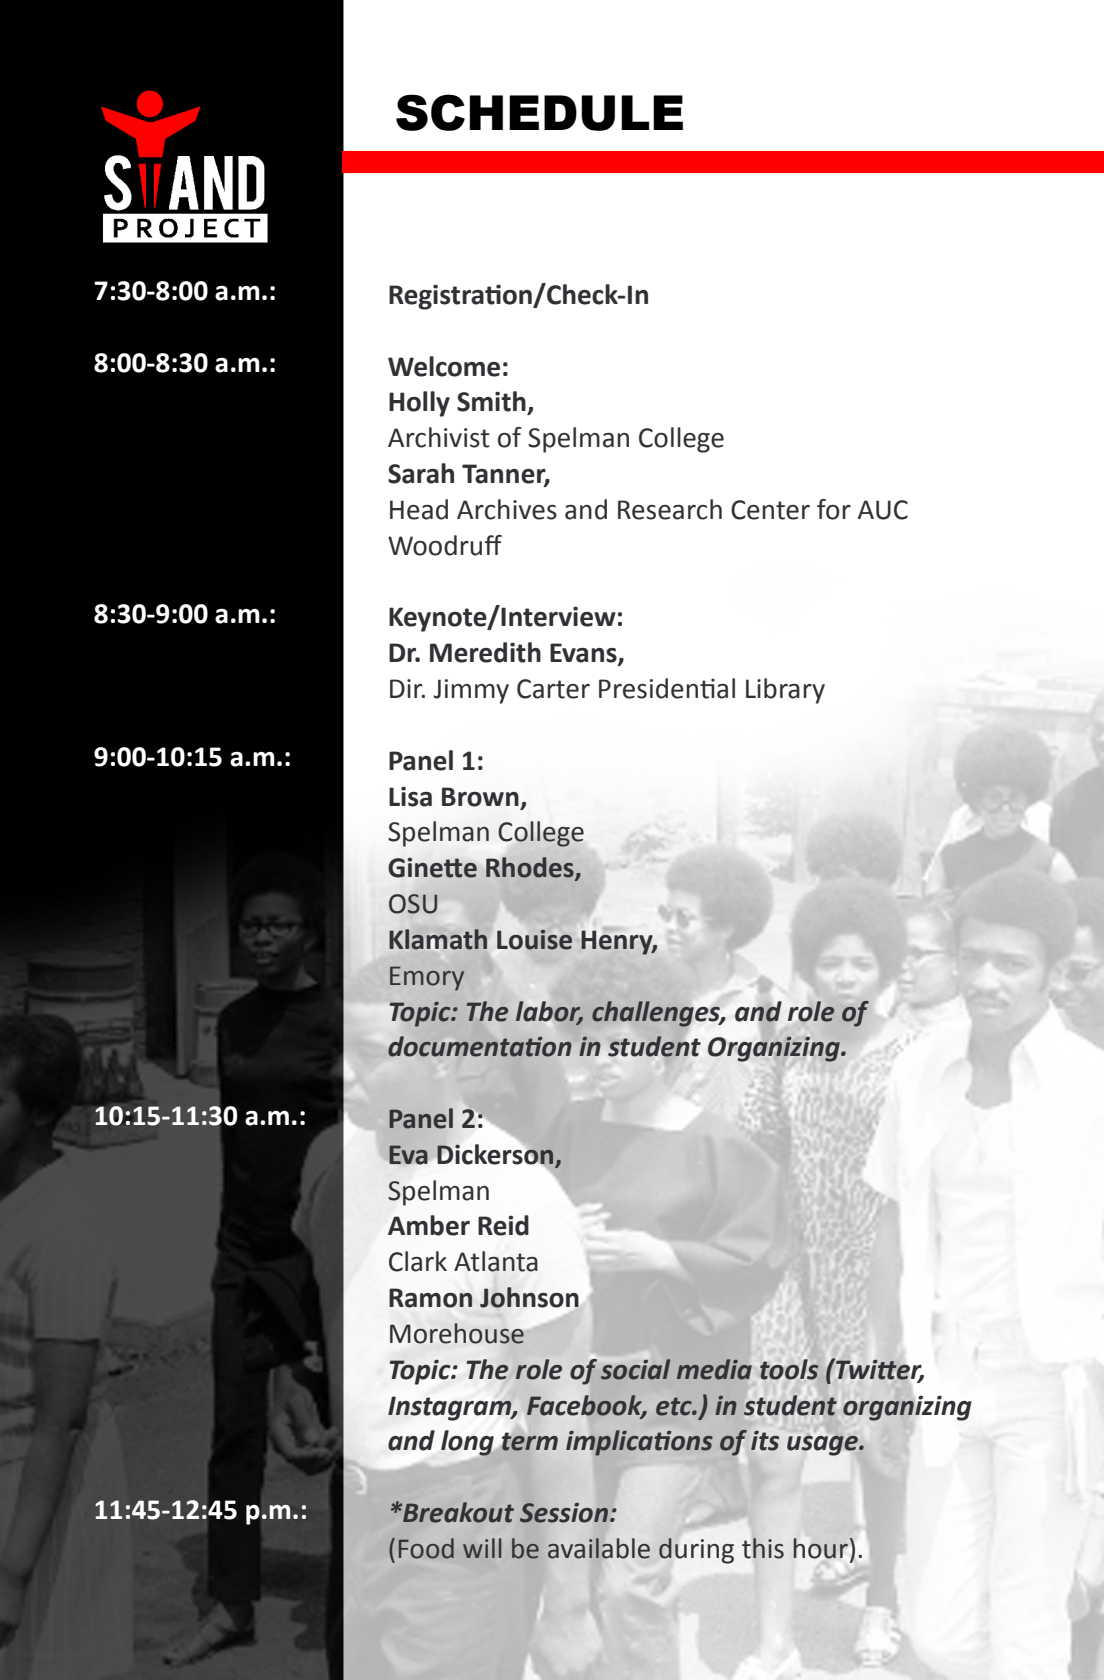 STAND
PROJECT
SCHEDULE
7:30-8:00 a.m.:
Registration/Check-In
8:00-8:30 a.m.:
Welcome:
Holly Smith,
Archivist of Spelman College
Sarah Tanner,
Head Archives and Research Center for AUC
Woodruff
8:30-9:00 a.m.:
Keynote/Interview:
Dr. Meredith Evans,
Dir. Jimmy Carter Presidential Library
9:00-10:15 a.m.:
Panel 1:
Lisa Brown,
Spelman College
Ginette Rhodes,
OSU
Klamath Louise Henry,
Emory
Topic: The labor, challenges, and role of
documentation in student Organizing.
10:15-11:30 a.m.:
Panel 2:
Eva Dickerson,
Spelman
Amber Reid
Clark Atlanta
Ramon Johnson
Morehouse
Topic: The role of social media tools (Twitter,
Instagram, Facebook, etc.) in student organizing
and long term implications of its usage.
11:45-12:45 p.m.:
*Breakout Session:
(Food will be available during this hour).